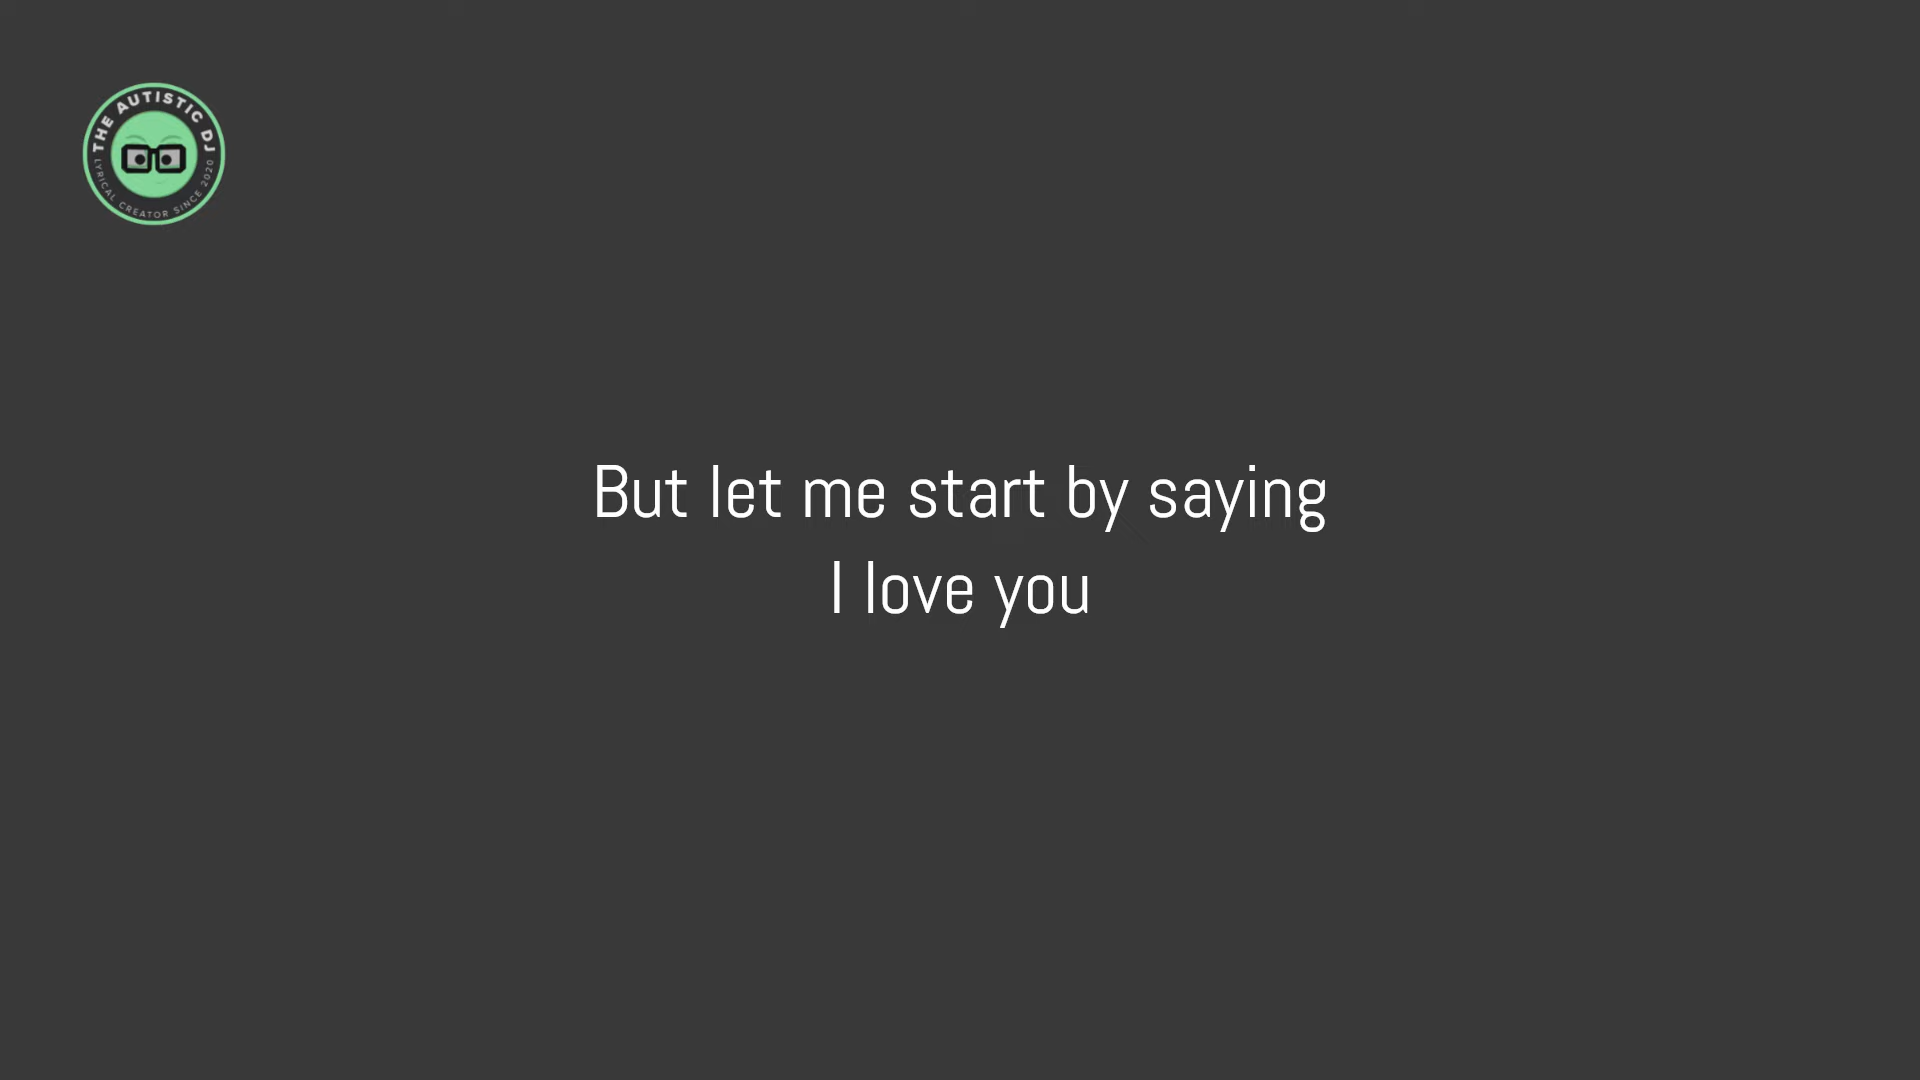 THE AUTISTIC DJ
LYRICAL CREATOR SINCE 2020
But let me start by saying
I love you